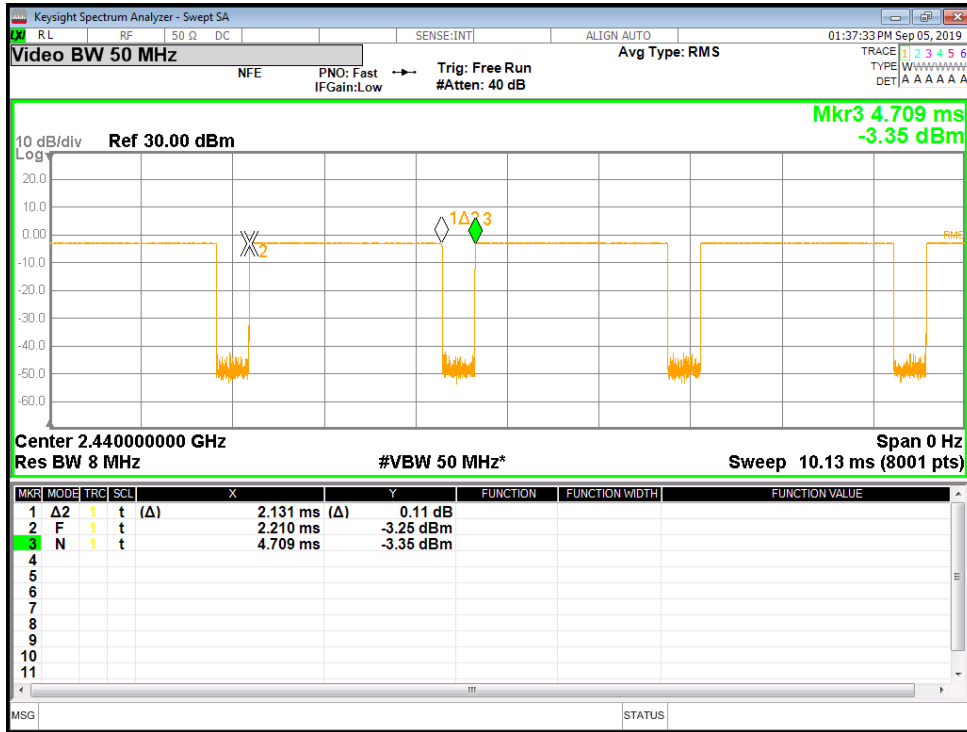 Keysight Spectrum Analyzer - Swept SA
LXI RL RF 50 Ω DC SENSE:INT ALIGN AUTO 01:37:33 PM Sep 05, 2019
Video BW 50 MHz
NFE
PNO: Fast
IFGain:Low
Trig: Free Run
#Atten: 40 dB
Avg Type: RMS
TRACE 1 2 3 4 5 6
TYPE WWWWWW
DET A A A A A A
Mkr3 4.709 ms
-3.35 dBm
10 dB/div Ref 30.00 dBm
Log
20.0
10.0
0.00
-10.0
-20.0
-30.0
-40.0
-50.0
-60.0
2
1Δ2
3
RMS
Center 2.440000000 GHz Span 0 Hz
Res BW 8 MHz #VBW 50 MHz* Sweep 10.13 ms (8001 pts)
MKR MODE TRC SCL X Y FUNCTION FUNCTION WIDTH FUNCTION VALUE
1 Δ2 1 t (Δ) 2.131 ms (Δ) 0.11 dB
2 F 1 t 2.210 ms -3.25 dBm
3 N 1 t 4.709 ms -3.35 dBm
4
5
6
7
8
9
10
11
MSG STATUS